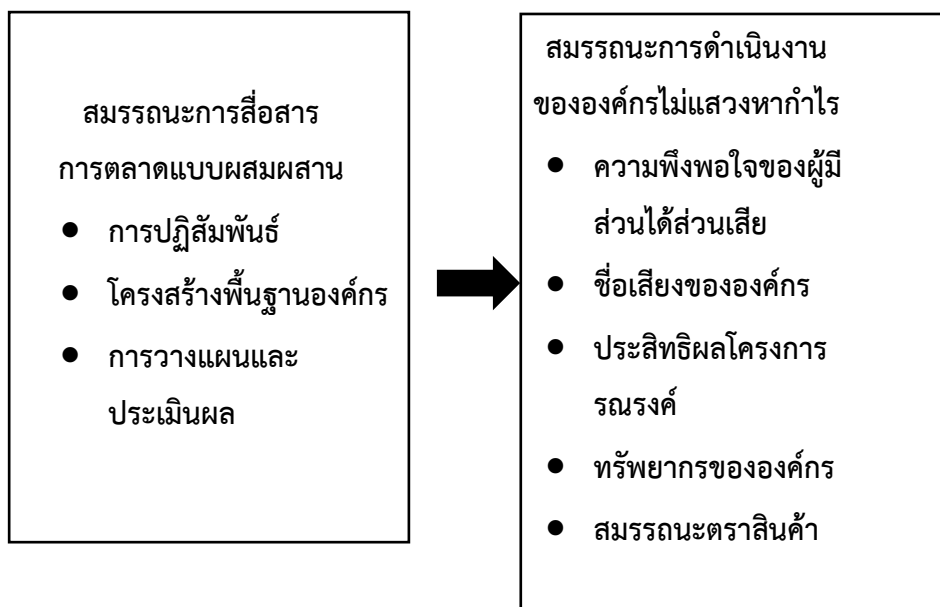 สมรรถนะการสื่อสาร
การตลาดแบบผสมผสาน
● การปฏิสัมพันธ์
● โครงสร้างพื้นฐานองค์กร
● การวางแผนและ
ประเมินผล
สมรรถนะการดำเนินงาน
ขององค์กรไม่แสวงหากำไร
● ความพึงพอใจของผู้มี
ส่วนได้ส่วนเสีย
● ชื่อเสียงขององค์กร
● ประสิทธิผลโครงการ
รณรงค์
● ทรัพยากรขององค์กร
● สมรรถนะตราสินค้า